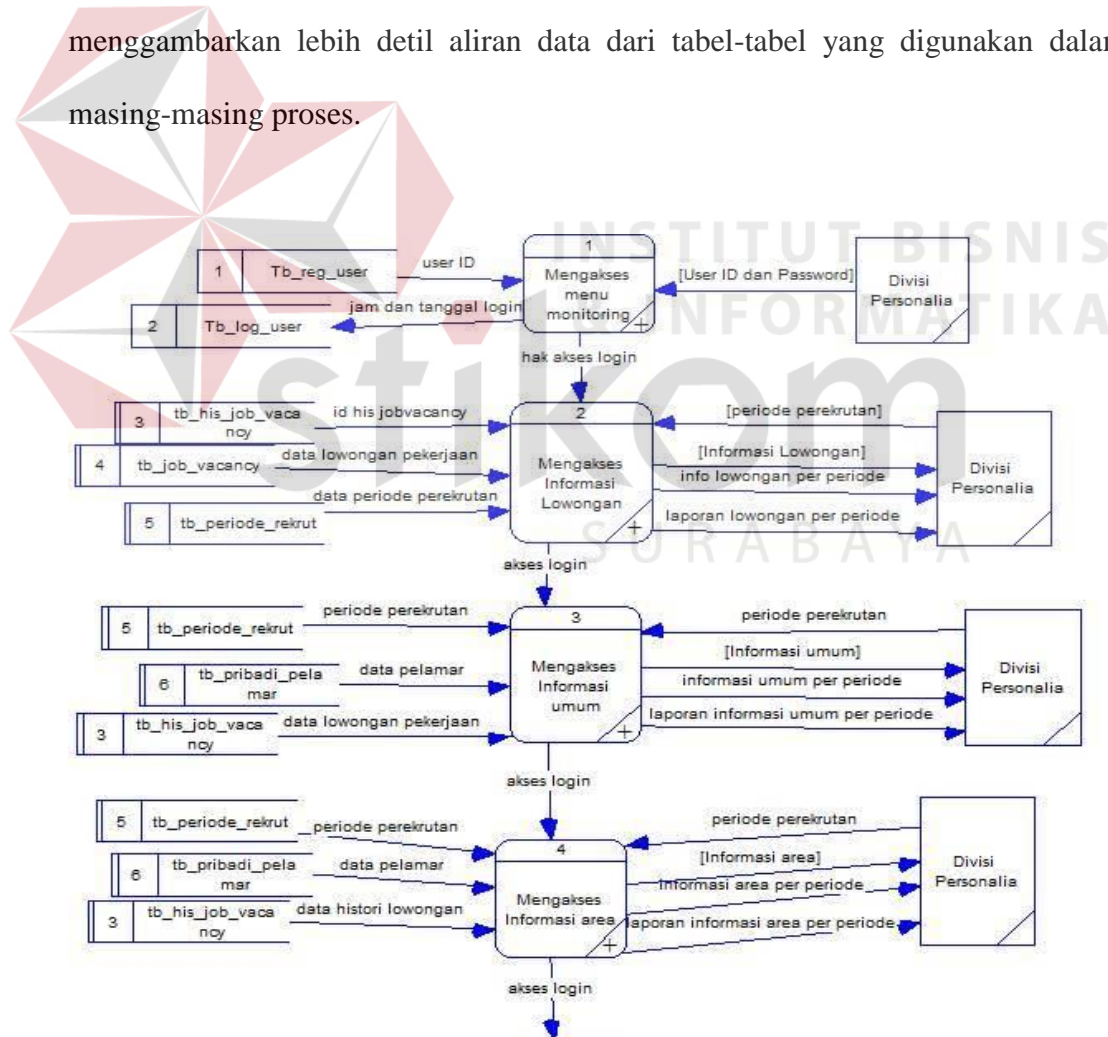 menggambarkan lebih detil aliran data dari tabel-tabel yang digunakan dalam
masing-masing proses.
INSTITUT BISNIS
& INFORMATIKA
stikom
SURABAYA
1
Tb_reg_user
user ID
1
Mengakses
menu
monitoring
+
[User ID dan Password]
Divisi
Personalia
2
Tb_log_user
jam dan tanggal login
hak akses login
3
tb_his_job_vaca
ncy
id his jobvacancy
4
tb_job_vacancy
data lowongan pekerjaan
5
tb_periode_rekrut
data periode perekrutan
2
Mengakses
Informasi
Lowongan
+
[periode perekrutan]
[Informasi Lowongan]
info lowongan per periode
laporan lowongan per periode
Divisi
Personalia
akses login
5
tb_periode_rekrut
periode perekrutan
6
tb_pribadi_pela
mar
data pelamar
3
tb_his_job_vaca
ncy
data lowongan pekerjaan
3
Mengakses
Informasi
umum
+
periode perekrutan
[Informasi umum]
informasi umum per periode
laporan informasi umum per periode
Divisi
Personalia
akses login
5
tb_periode_rekrut
periode perekrutan
6
tb_pribadi_pela
mar
data pelamar
3
tb_his_job_vaca
ncy
data histori lowongan
4
Mengakses
Informasi area
+
periode perekrutan
[Informasi area]
Informasi area per periode
laporan informasi area per periode
Divisi
Personalia
akses login